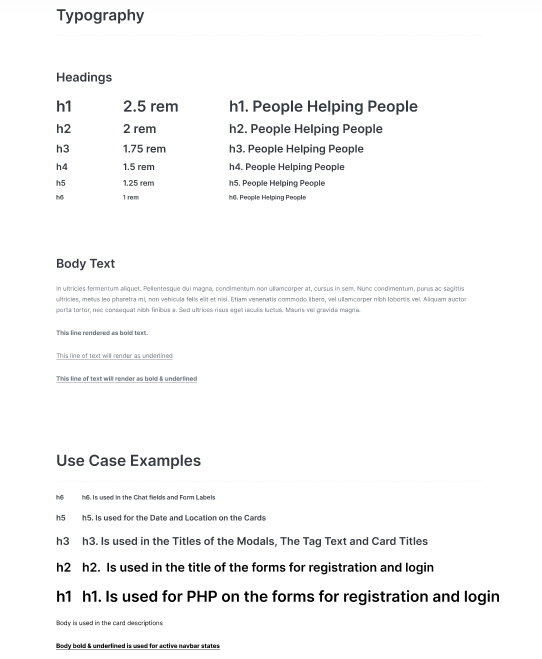 Typography
Headings
h1 2.5 rem h1. People Helping People
h2 2 rem h2. People Helping People
h3 1.75 rem h3. People Helping People
h4 1.5 rem h4. People Helping People
h5 1.25 rem h5. People Helping People
h6 1 rem h6. People Helping People
Body Text
In ultricies fermentum aliquet. Pellentesque dui magna, condimentum non ullamcorper at, cursus in sem. Nunc condimentum, purus ac sagittis
ultricies, metus leo pharetra mi, non vehicula felis elit et nisi. Etiam venenatis commodo libero, vel ullamcorper nibh lobortis vel. Aliquam auctor
porta tortor, nec consequat nibh finibus a. Sed ultrices risus eget iaculis luctus. Mauris vel gravida magna.
This line rendered as bold text.
This line of text will render as underlined
This line of text will render as bold & underlined
Use Case Examples
h6 h6. Is used in the Chat fields and Form Labels
h5 h5. Is used for the Date and Location on the Cards
h3 h3. Is used in the Titles of the Modals, The Tag Text and Card Titles
h2 h2. Is used in the title of the forms for registration and login
h1 h1. Is used for PHP on the forms for registration and login
Body is used in the card descriptions
Body bold & underlined is used for active navbar states